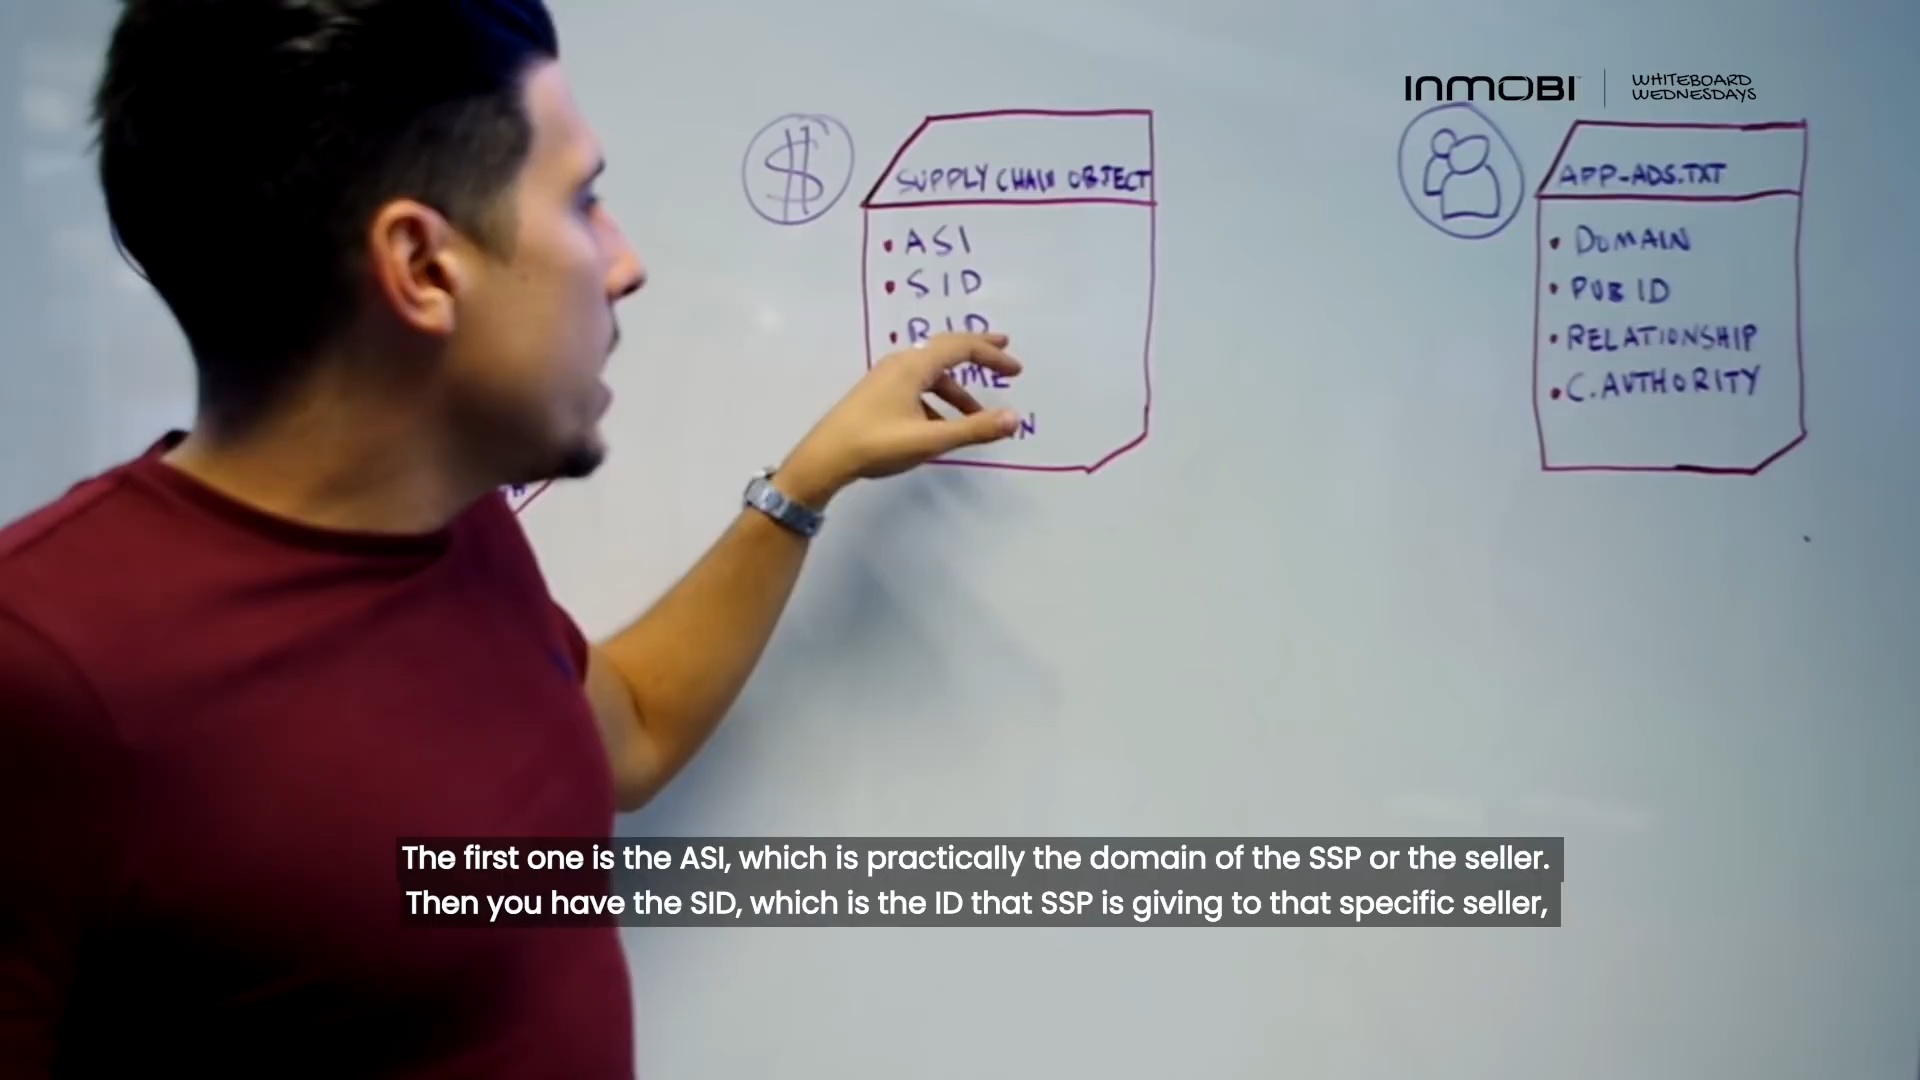 INMOBI
WHITEBOARD
WEDNESDAYS
SUPPLY CHAIN OBJECT
• ASI
• SID
• RID
APP-ADS.TXT
• DOMAIN
• PUB ID
• RELATIONSHIP
• C. AUTHORITY
The first one is the ASI, which is practically the domain of the SSP or the seller.
Then you have the SID, which is the ID that SSP is giving to that specific seller,